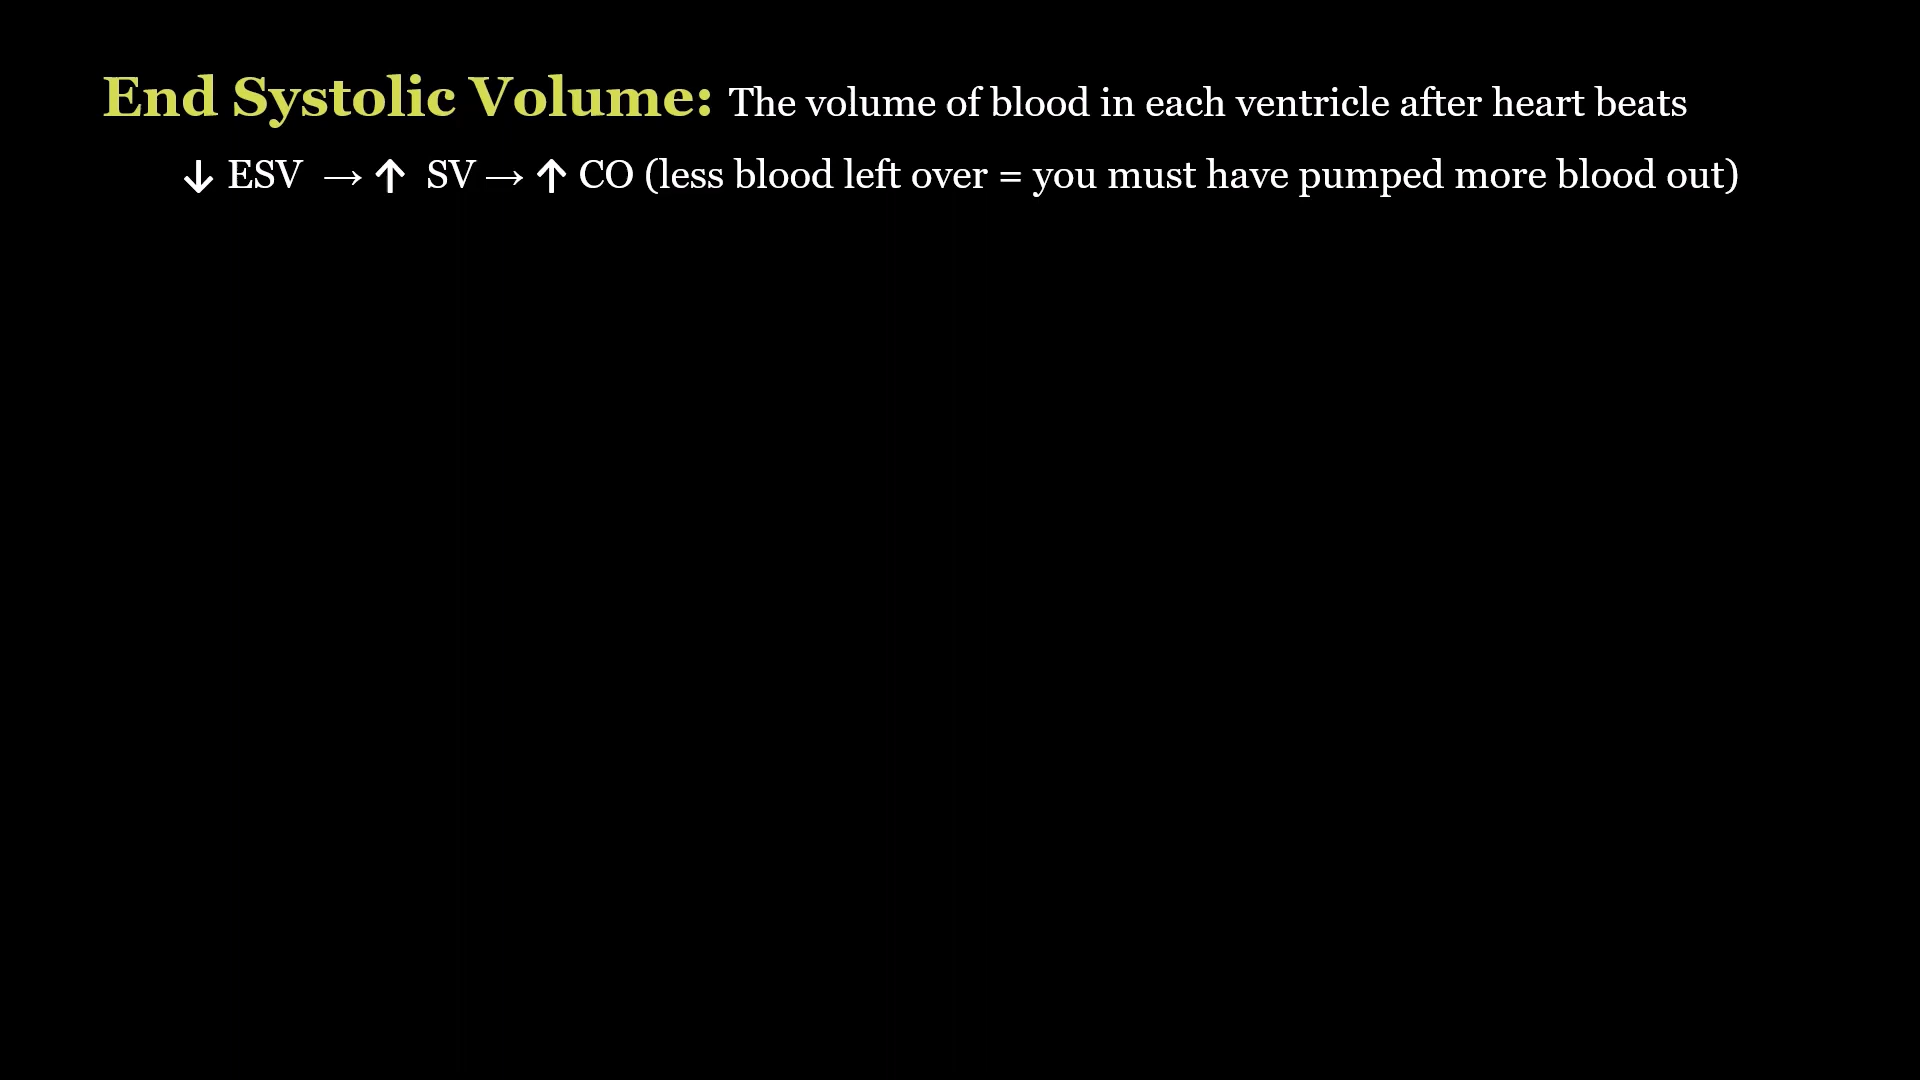 End Systolic Volume: The volume of blood in each ventricle after heart beats
↓ ESV → ↑ SV → ↑ CO (less blood left over = you must have pumped more blood out)